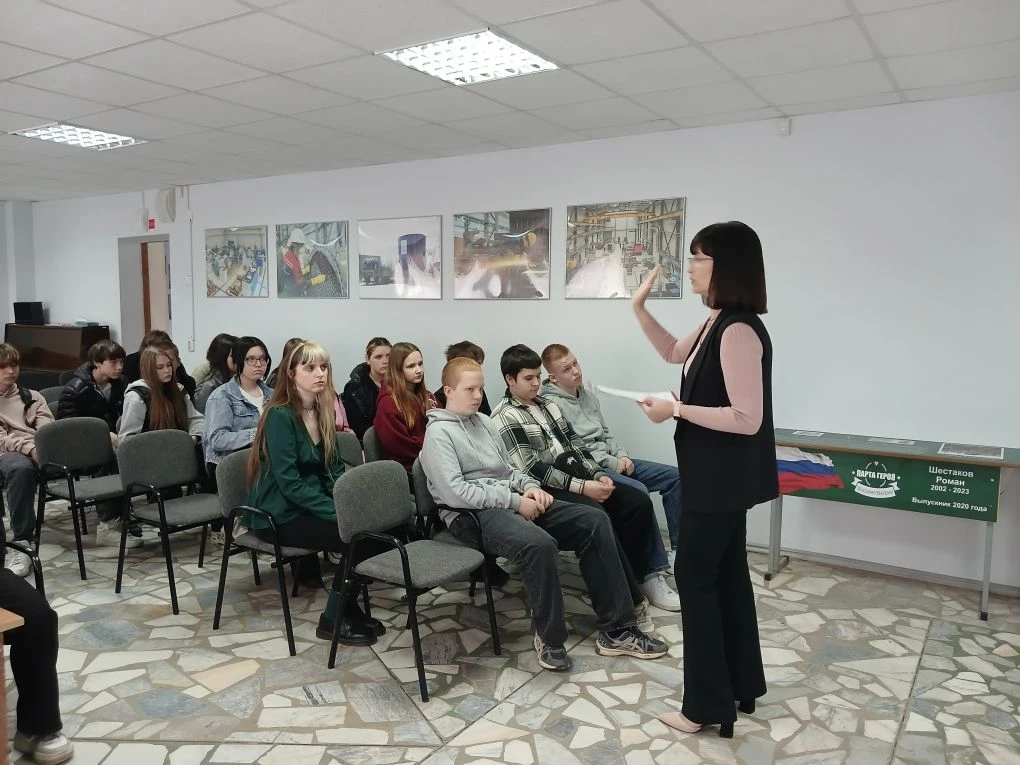 ПАРТА ГЕРОЯ
Шестаков
Роман
2002 - 2023
Выпускник 2020 года